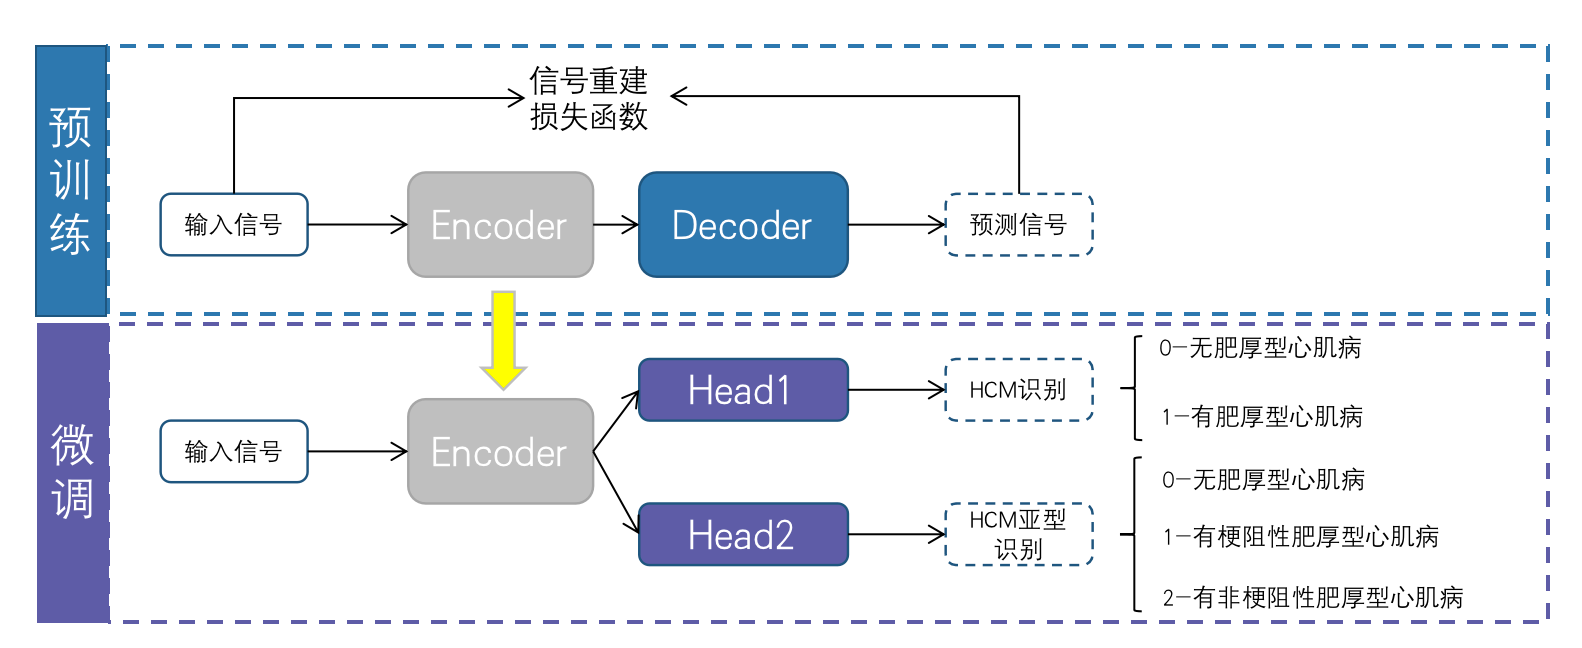 预训练
信号重建
损失函数
输入信号
Encoder
Decoder
预测信号
微调
输入信号
Encoder
Head1
HCM识别
0-无肥厚型心肌病
1-有肥厚型心肌病
Head2
HCM亚型
识别
0-无肥厚型心肌病
1-有梗阻性肥厚型心肌病
2-有非梗阻性肥厚型心肌病